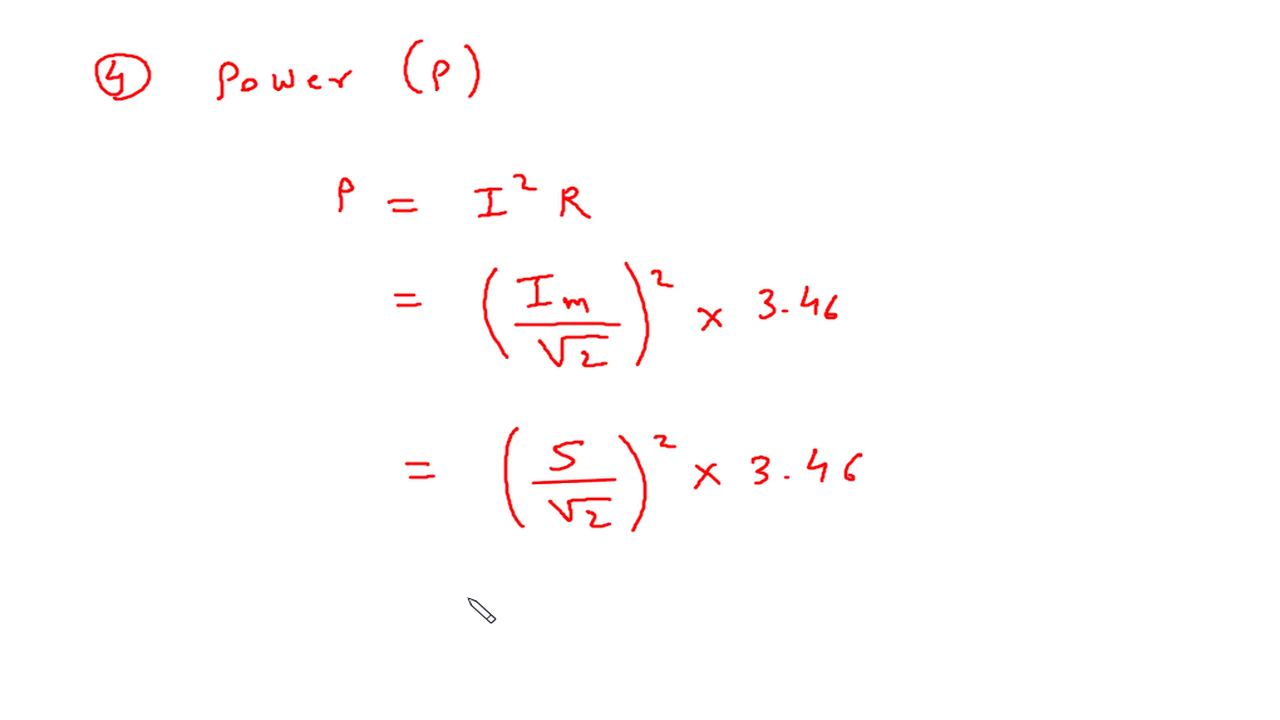 ④ Power (P)
P = I² R
= (Im/√2)² × 3.46
= (5/√2)² × 3.46